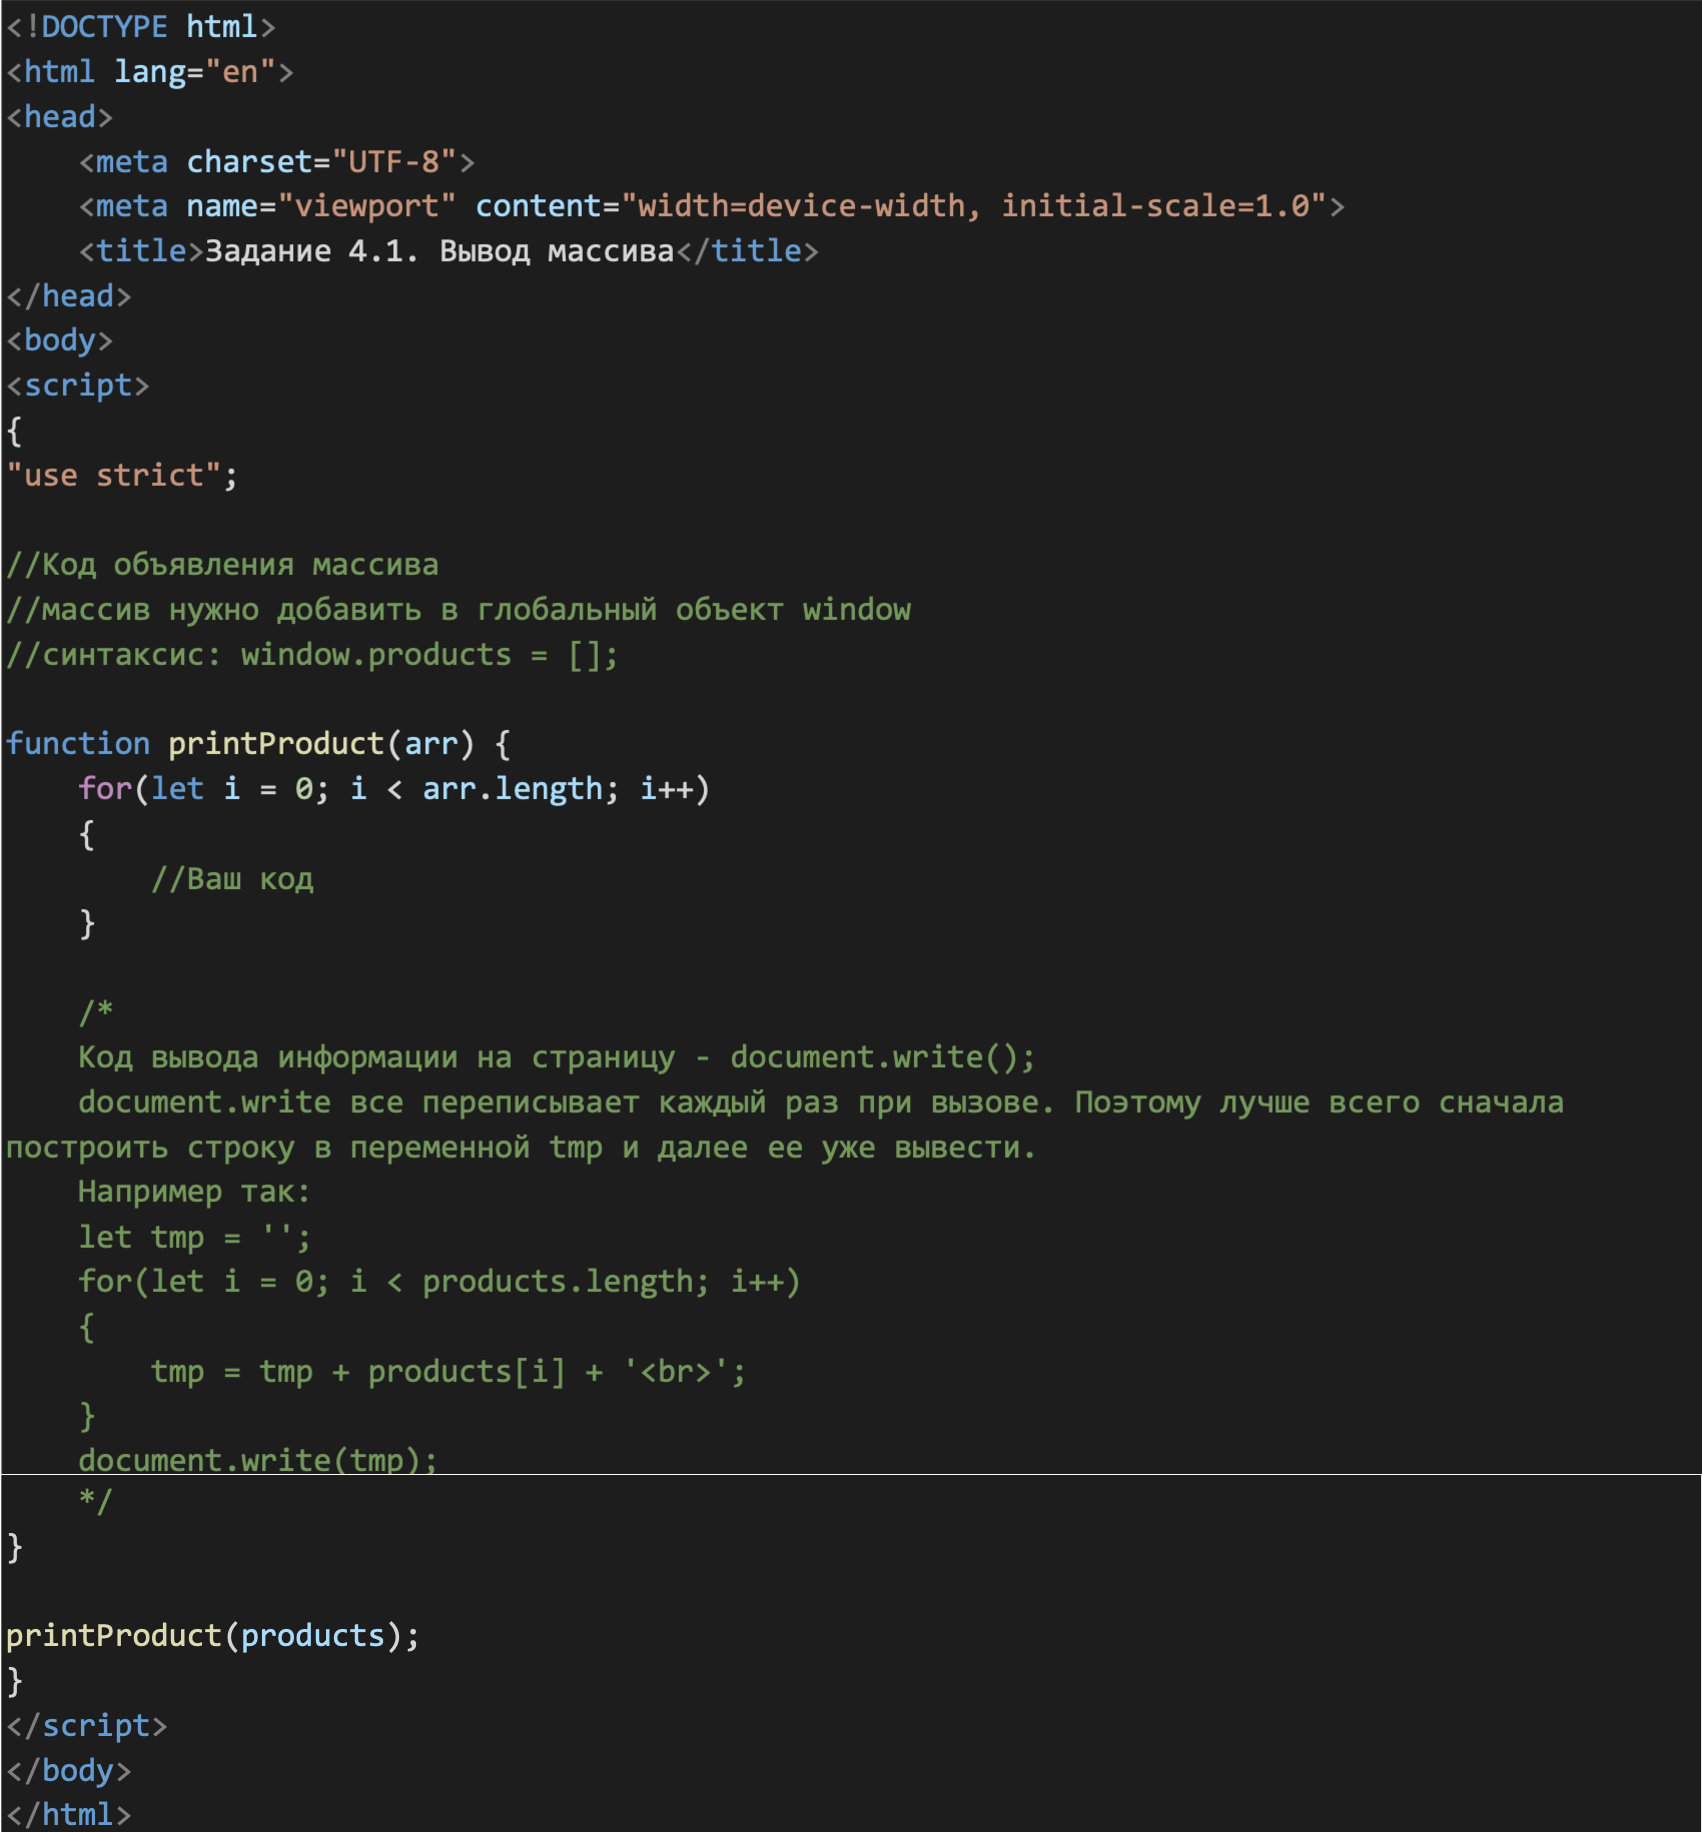 <!DOCTYPE html>
<html lang="en">
<head>
    <meta charset="UTF-8">
    <meta name="viewport" content="width=device-width, initial-scale=1.0">
    <title>Задание 4.1. Вывод массива</title>
</head>
<body>
<script>
{
"use strict";

//Код объявления массива
//массив нужно добавить в глобальный объект window
//синтаксис: window.products = [];

function printProduct(arr) {
    for(let i = 0; i < arr.length; i++)
    {
        //Ваш код
    }

    /*
    Код вывода информации на страницу - document.write();
    document.write все переписывает каждый раз при вызове. Поэтому лучше всего сначала
построить строку в переменной tmp и далее ее уже вывести.
    Например так:
    let tmp = '';
    for(let i = 0; i < products.length; i++)
    {
        tmp = tmp + products[i] + '<br>';
    }
    document.write(tmp);
    */
}

printProduct(products);
}
</script>
</body>
</html>